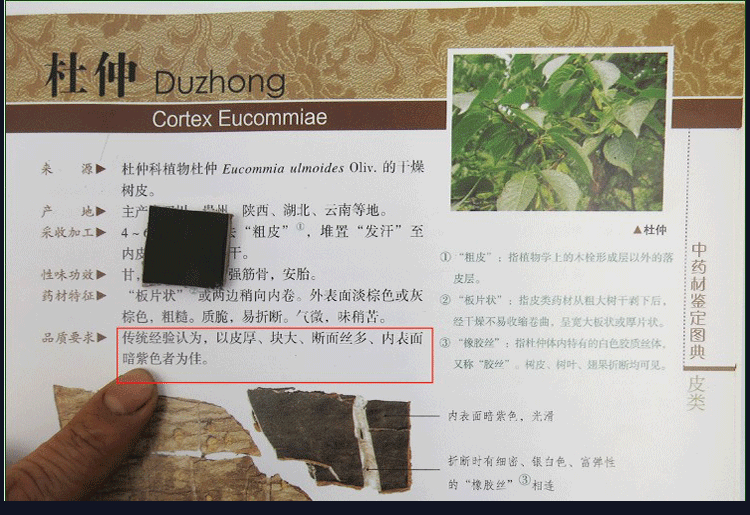 杜仲 Duzhong
Cortex Eucommiae
来 源▶ 杜仲科植物杜仲 Eucommia ulmoides Oliv. 的干燥
树皮。
产 地▶ 主产 陕西、湖北、云南等地。
采收加工▶ 4～6 去“粗皮”①，堆置“发汗”至
内皮 干。
性味功效▶ 甘， 强筋骨，安胎。
药材特征▶ “板片状”②或两边稍向内卷。外表面淡棕色或灰
棕色，粗糙。质脆，易折断。气微，味稍苦。
品质要求▶ 传统经验认为，以皮厚、块大、断面丝多、内表面
暗紫色者为佳。
▲杜仲
①“粗皮”：指植物学上的木栓形成层以外的落
皮层。
②“板片状”：指皮类药材从粗大树干剥下后，
经干燥不易收缩卷曲，呈宽大板状或厚片状。
③“橡胶丝”：指杜仲体内特有的白色胶质丝体，
又称“胶丝”。树皮、树叶、翅果折断均可见。
内表面暗紫色，光滑
折断时有细密、银白色、富弹性
的“橡胶丝”③相连
中药材鉴定图典
皮类